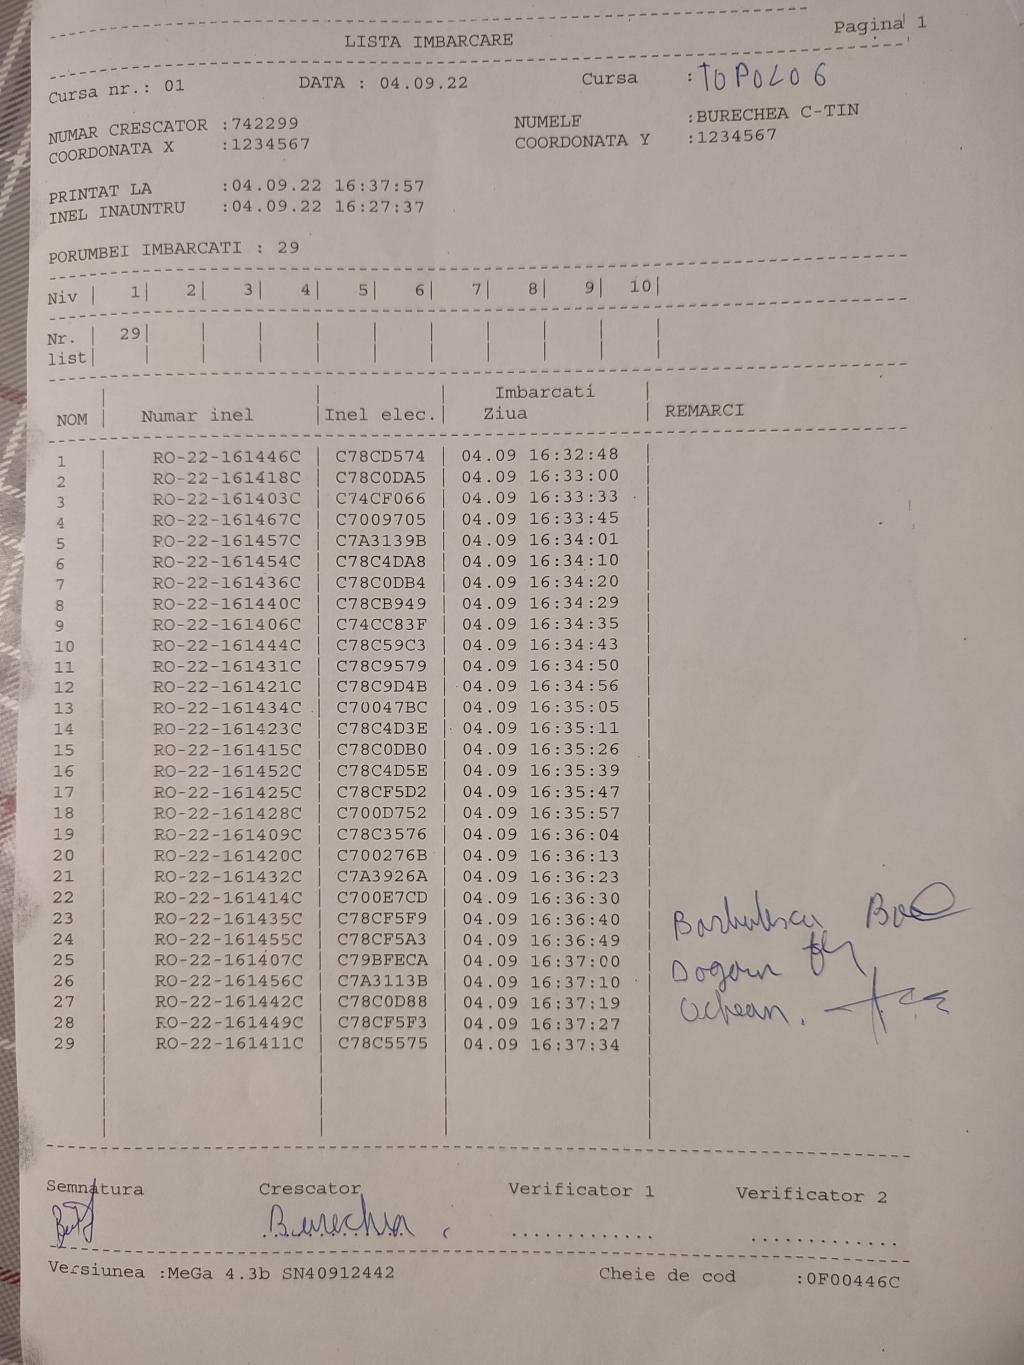 Pagina 1
LISTA IMBARCARE
Cursa nr.: 01 DATA : 04.09.22 Cursa :TOPOLOG
NUMAR CRESCATOR :742299 NUMELE :BURECHEA C-TIN
COORDONATA X :1234567 COORDONATA Y :1234567
PRINTAT LA :04.09.22 16:37:57
INEL INAUNTRU :04.09.22 16:27:37
PORUMBEI IMBARCATI : 29
Niv | 1| 2| 3| 4| 5| 6| 7| 8| 9| 10|
Nr. | 29| | | | | | | | | |
list| | | | | | | | | | |
Imbarcati
NOM | Numar inel |Inel elec.| Ziua | REMARCI
1 | RO-22-161446C | C78CD574 | 04.09 16:32:48 |
2 | RO-22-161418C | C78C0DA5 | 04.09 16:33:00 |
3 | RO-22-161403C | C74CF066 | 04.09 16:33:33 |
4 | RO-22-161467C | C7009705 | 04.09 16:33:45 |
5 | RO-22-161457C | C7A3139B | 04.09 16:34:01 |
6 | RO-22-161454C | C78C4DA8 | 04.09 16:34:10 |
7 | RO-22-161436C | C78C0DB4 | 04.09 16:34:20 |
8 | RO-22-161440C | C78CB949 | 04.09 16:34:29 |
9 | RO-22-161406C | C74CC83F | 04.09 16:34:35 |
10 | RO-22-161444C | C78C59C3 | 04.09 16:34:43 |
11 | RO-22-161431C | C78C9579 | 04.09 16:34:50 |
12 | RO-22-161421C | C78C9D4B | 04.09 16:34:56 |
13 | RO-22-161434C | C70047BC | 04.09 16:35:05 |
14 | RO-22-161423C | C78C4D3E | 04.09 16:35:11 |
15 | RO-22-161415C | C78C0DB0 | 04.09 16:35:26 |
16 | RO-22-161452C | C78C4D5E | 04.09 16:35:39 |
17 | RO-22-161425C | C78CF5D2 | 04.09 16:35:47 |
18 | RO-22-161428C | C700D752 | 04.09 16:35:57 |
19 | RO-22-161409C | C78C3576 | 04.09 16:36:04 |
20 | RO-22-161420C | C700276B | 04.09 16:36:13 |
21 | RO-22-161432C | C7A3926A | 04.09 16:36:23 |
22 | RO-22-161414C | C700E7CD | 04.09 16:36:30 |
23 | RO-22-161435C | C78CF5F9 | 04.09 16:36:40 |
24 | RO-22-161455C | C78CF5A3 | 04.09 16:36:49 |
25 | RO-22-161407C | C79BFECA | 04.09 16:37:00 |
26 | RO-22-161456C | C7A3113B | 04.09 16:37:10 |
27 | RO-22-161442C | C78C0D88 | 04.09 16:37:19 |
28 | RO-22-161449C | C78CF5F3 | 04.09 16:37:27 |
29 | RO-22-161411C | C78C5575 | 04.09 16:37:34 |
Barbulescu
Dogaru
Semnatura Crescator Verificator 1 Verificator 2
Burechea
Versiunea :MeGa 4.3b SN40912442 Cheie de cod :0F00446C